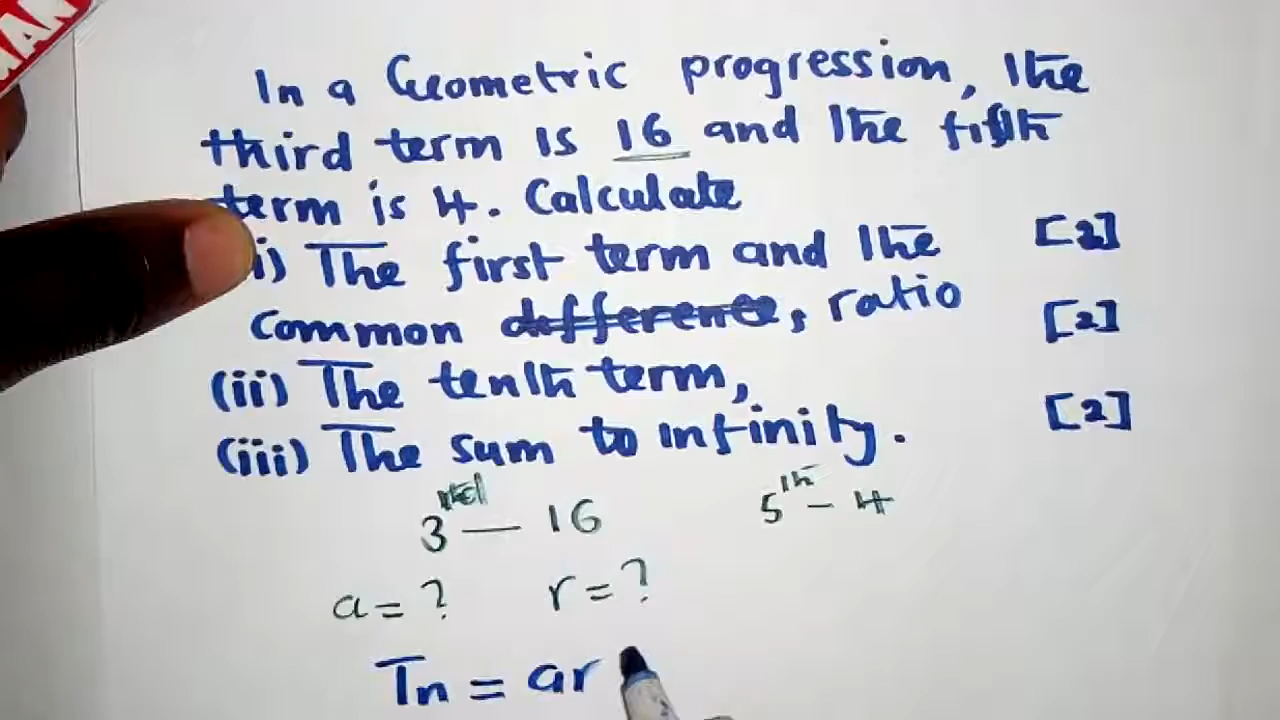 MAN
In a Geometric progression, the
third term is 16 and the fifth
term is 4. Calculate
i) The first term and the [2]
common difference, ratio
[2]
(ii) The tenth term,
(iii) The sum to infinity. [2]
3rd — 16 5th - 4
a = ? r = ?
Tn = ar